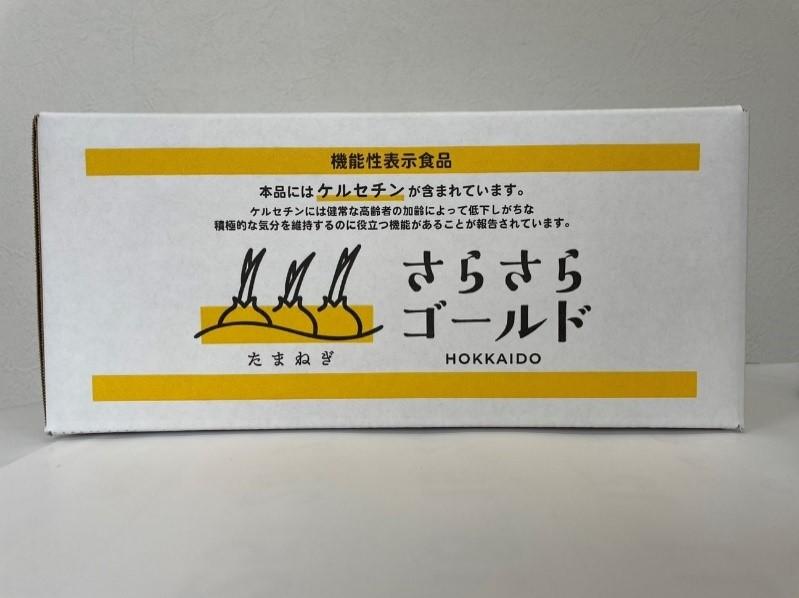 機能性表示食品
本品にはケルセチンが含まれています。
ケルセチンには健常な高齢者の加齢によって低下しがちな
積極的な気分を維持するのに役立つ機能があることが報告されています。
さらさら
ゴールド
たまねぎ
HOKKAIDO